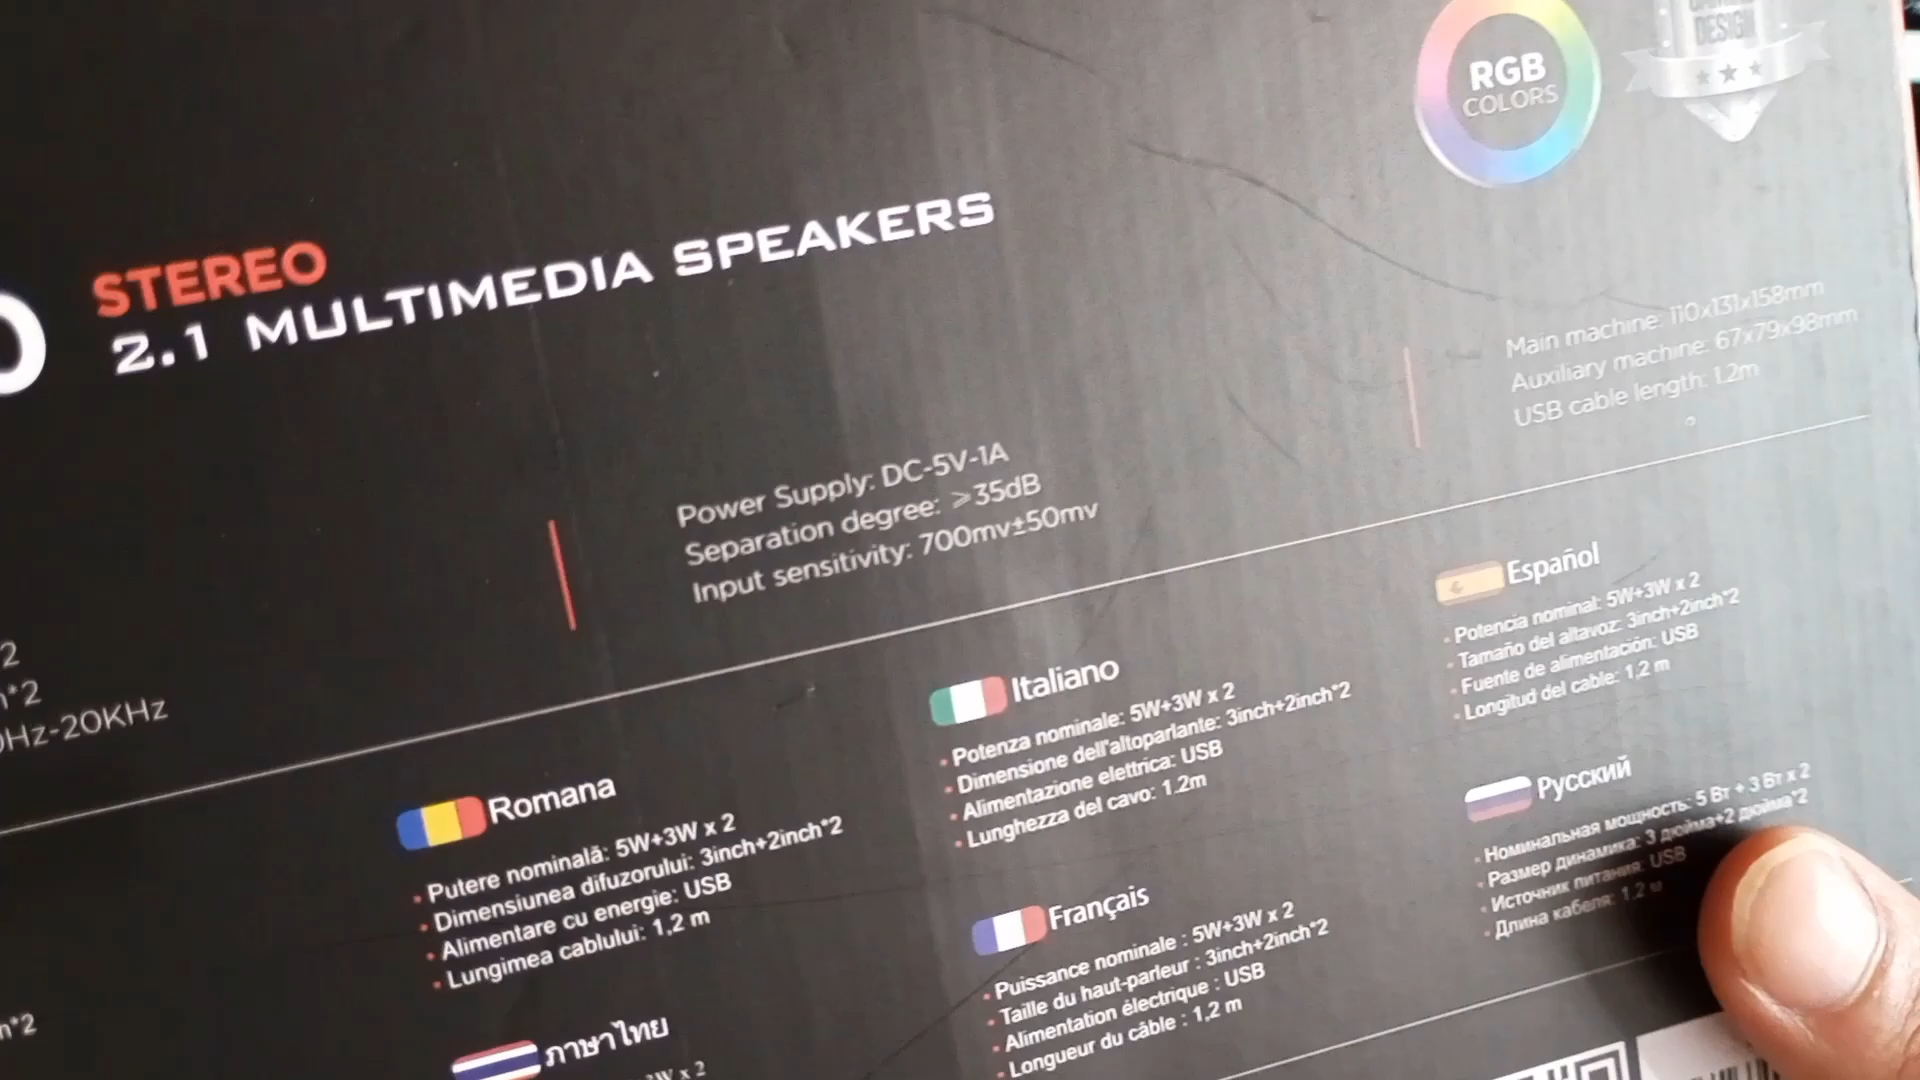 DESIGN
RGB
COLORS
STEREO
2.1 MULTIMEDIA SPEAKERS
Power Supply: DC-5V-1A
Separation degree: ⩾35dB
Input sensitivity: 700mv±50mv
Main machine: 110x131x158mm
Auxiliary machine: 67x79x98mm
USB cable length: 1.2m
2
"2
Hz-20KHz
Romana
• Putere nominală: 5W+3W x 2
• Dimensiunea difuzorului: 3inch+2inch*2
• Alimentare cu energie: USB
• Lungimea cablului: 1,2 m
Italiano
• Potenza nominale: 5W+3W x 2
• Dimensione dell'altoparlante: 3inch+2inch*2
• Alimentazione elettrica: USB
• Lunghezza del cavo: 1.2m
Español
• Potencia nominal: 5W+3W x 2
• Tamaño del altavoz: 3inch+2inch*2
• Fuente de alimentación: USB
• Longitud del cable: 1,2 m
Русский
• Номинальная мощность: 5 Вт + 3 Вт x 2
• Размер динамика: 3 дюйма+2 дюйма*2
• Источник питания: USB
• Длина кабеля: 1.2 м
Français
• Puissance nominale : 5W+3W x 2
• Taille du haut-parleur : 3inch+2inch*2
• Alimentation électrique : USB
• Longueur du câble : 1,2 m
ภาษาไทย
3W x 2
"2